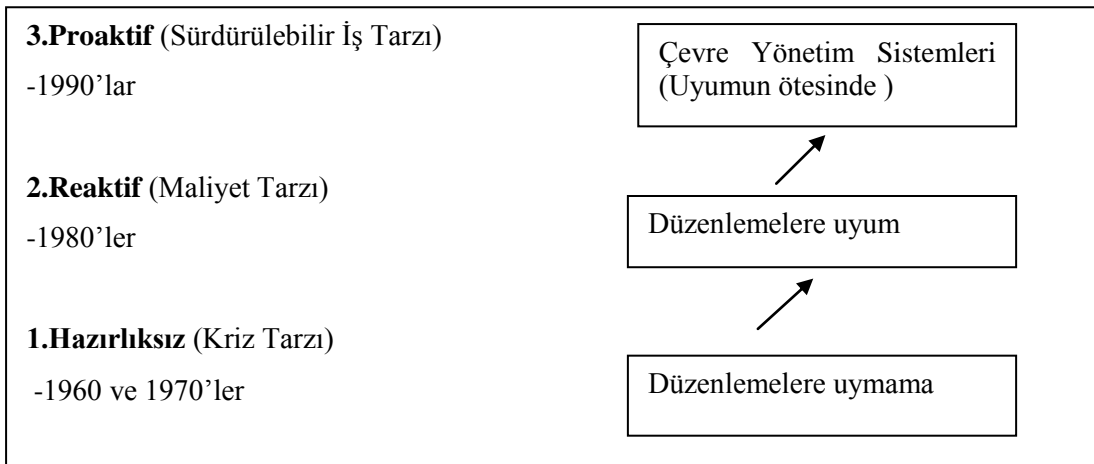 3.Proaktif (Sürdürülebilir İş Tarzı)
-1990’lar
Çevre Yönetim Sistemleri
(Uyumun ötesinde )
2.Reaktif (Maliyet Tarzı)
-1980’ler
Düzenlemelere uyum
1.Hazırlıksız (Kriz Tarzı)
-1960 ve 1970’ler
Düzenlemelere uymama